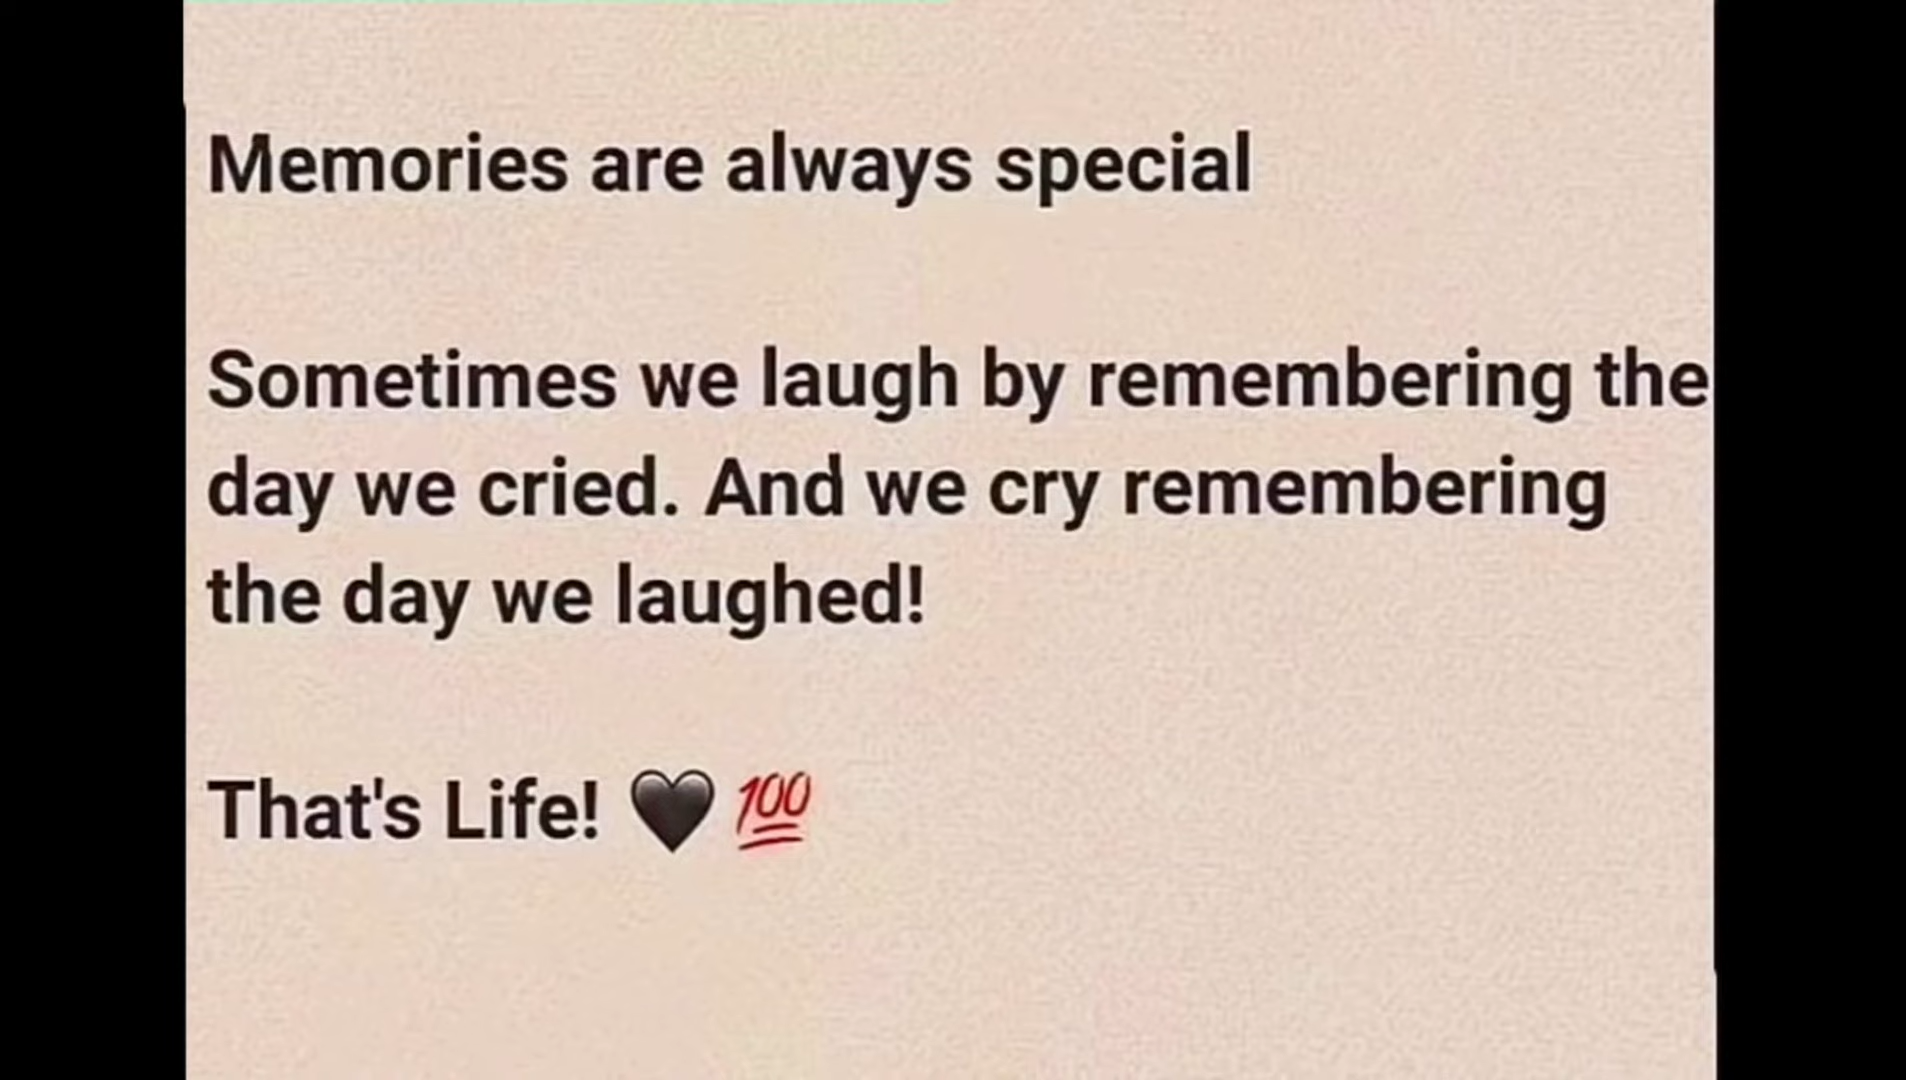 Memories are always special
Sometimes we laugh by remembering the
day we cried. And we cry remembering
the day we laughed!
That's Life! 🖤 💯